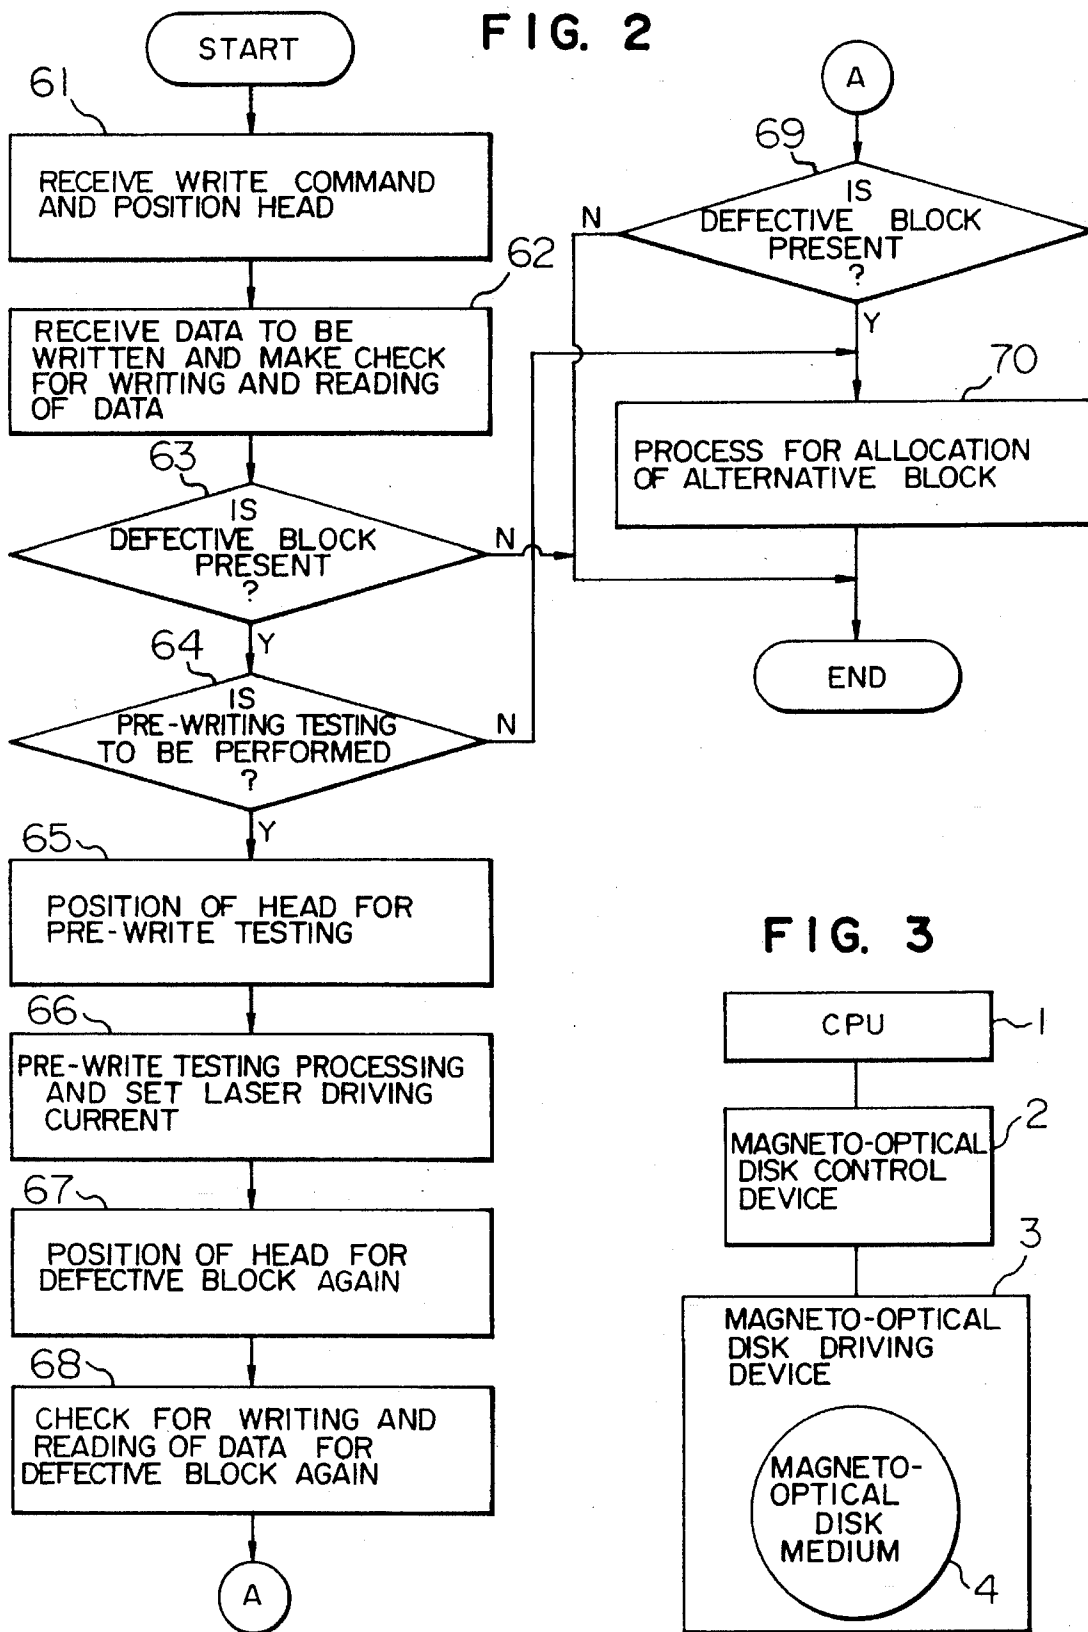 FIG. 2
START
61
RECEIVE WRITE COMMAND
AND POSITION HEAD
62
RECEIVE DATA TO BE
WRITTEN AND MAKE CHECK
FOR WRITING AND READING
OF DATA
63
IS
DEFECTIVE BLOCK
PRESENT
?
N
Y
64
IS
PRE-WRITING TESTING
TO BE PERFORMED
?
N
Y
65
POSITION OF HEAD FOR
PRE-WRITE TESTING
66
PRE-WRITE TESTING PROCESSING
AND SET LASER DRIVING
CURRENT
67
POSITION OF HEAD FOR
DEFECTIVE BLOCK AGAIN
68
CHECK FOR WRITING AND
READING OF DATA FOR
DEFECTIVE BLOCK AGAIN
A
A
69
IS
DEFECTIVE BLOCK
PRESENT
?
N
Y
70
PROCESS FOR ALLOCATION
OF ALTERNATIVE BLOCK
END
FIG. 3
CPU
1
MAGNETO-OPTICAL
DISK CONTROL
DEVICE
2
3
MAGNETO-OPTICAL
DISK DRIVING
DEVICE
MAGNETO-
OPTICAL
DISK
MEDIUM
4